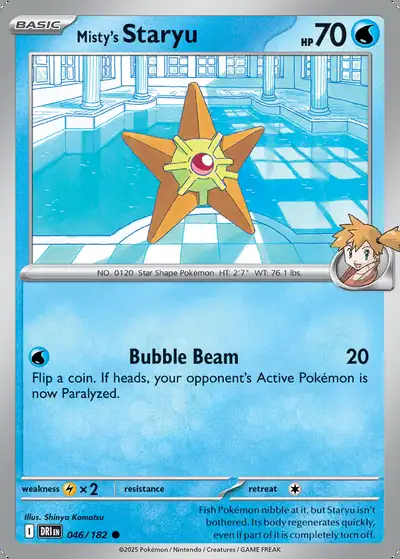 BASIC
Misty's Staryu
HP 70
NO. 0120 Star Shape Pokémon HT: 2'7" WT: 76.1 lbs.
Bubble Beam 20
Flip a coin. If heads, your opponent's Active Pokémon is
now Paralyzed.
weakness ×2 resistance retreat
Illus. Shinya Komatsu
I DRI EN 046/182
Fish Pokémon nibble at it, but Staryu isn't
bothered. Its body regenerates quickly,
even if part of it is completely torn off.
©2025 Pokémon / Nintendo / Creatures / GAME FREAK